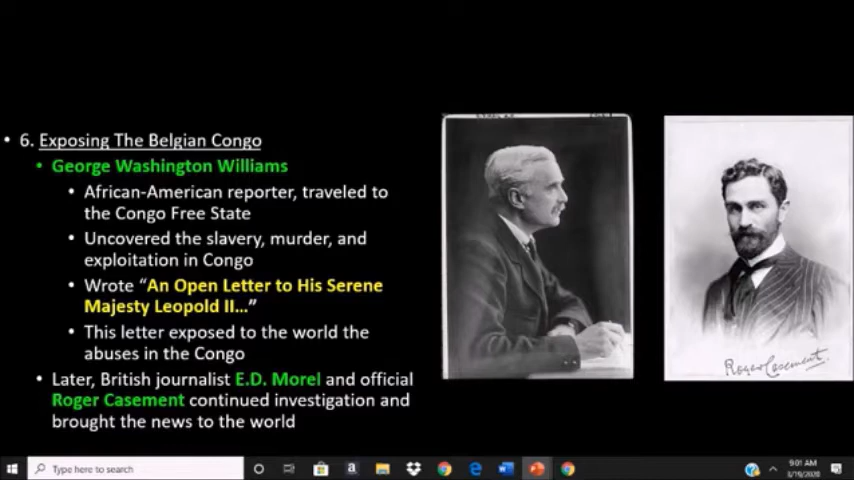 • 6. Exposing The Belgian Congo
• George Washington Williams
• African-American reporter, traveled to
the Congo Free State
• Uncovered the slavery, murder, and
exploitation in Congo
• Wrote “An Open Letter to His Serene
Majesty Leopold II…”
• This letter exposed to the world the
abuses in the Congo
• Later, British journalist E.D. Morel and official
Roger Casement continued investigation and
brought the news to the world
Roger Casement.
Type here to search
9:01 AM